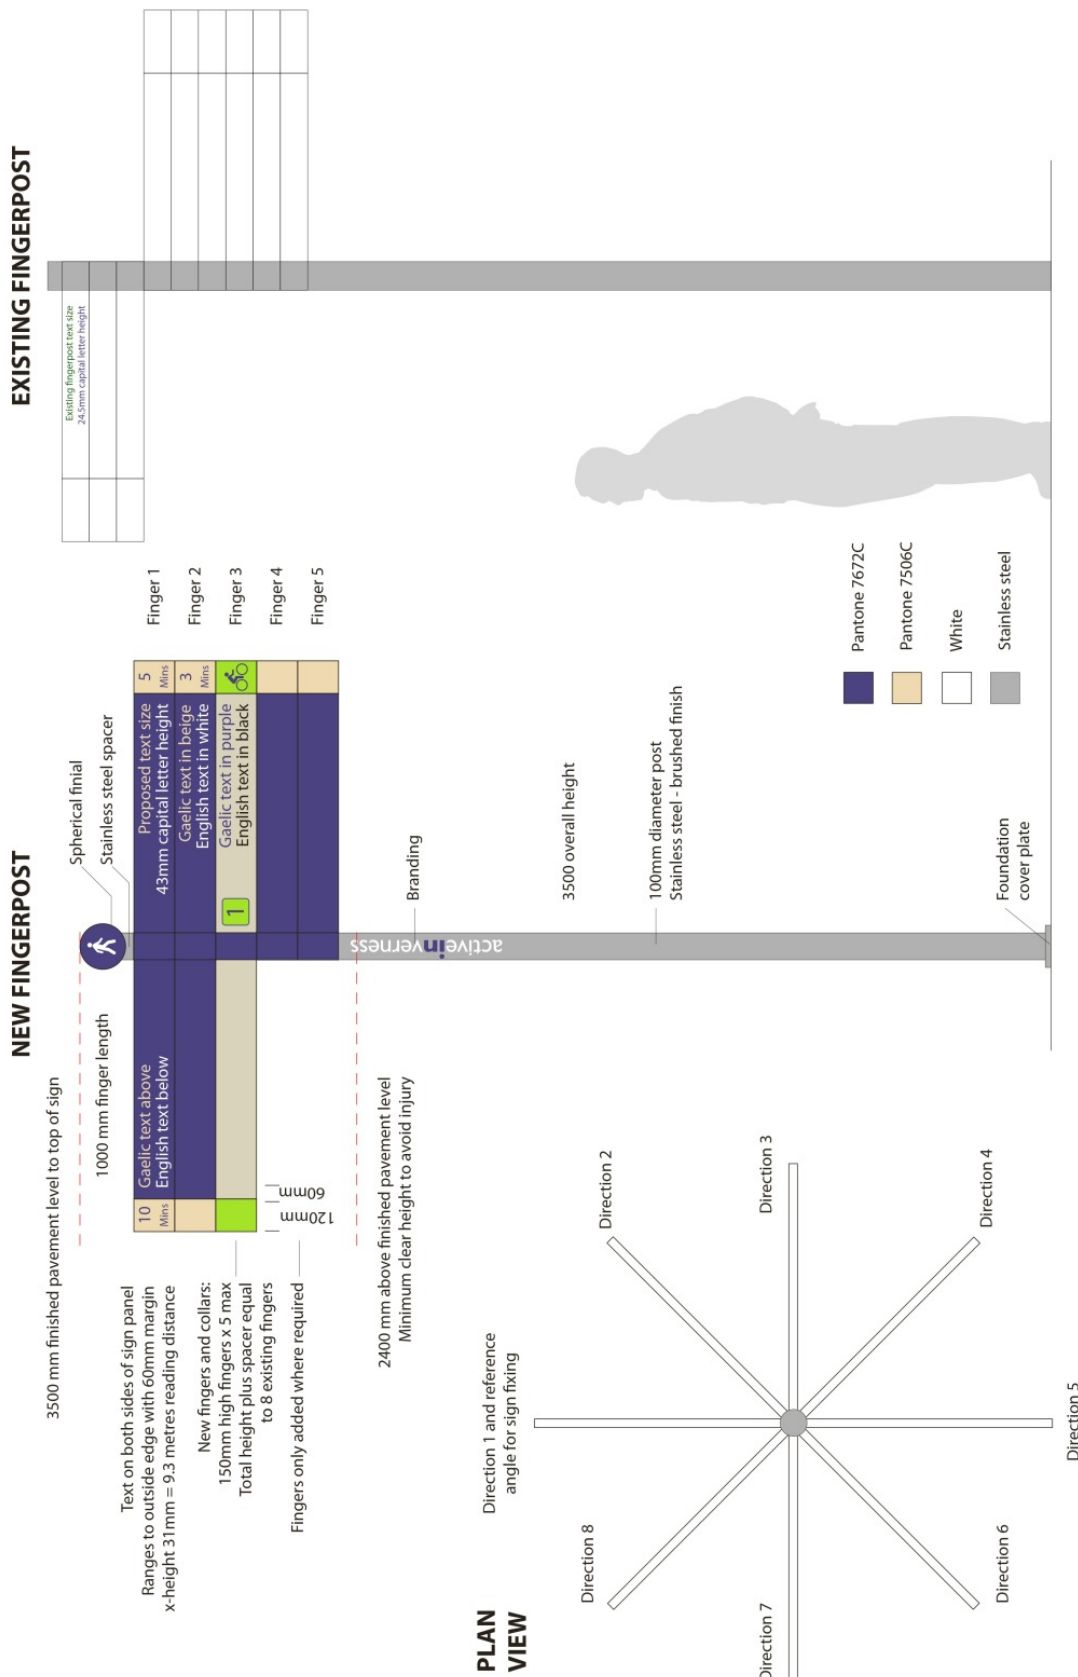 NEW FINGERPOST
EXISTING FINGERPOST
3500 mm finished pavement level to top of sign
1000 mm finger length
Spherical finial
Stainless steel spacer
Text on both sides of sign panel
Ranges to outside edge with 60mm margin
x-height 31mm = 9.3 metres reading distance
10
Mins
Gaelic text above
English text below
Proposed text size
43mm capital letter height
5
Mins
Gaelic text in beige
English text in white
3
Mins
1
Gaelic text in purple
English text in black
Finger 1
Finger 2
Finger 3
Finger 4
Finger 5
Existing fingerpost text size
24.5mm capital letter height
New fingers and collars:
150mm high fingers x 5 max
Total height plus spacer equal
to 8 existing fingers
Fingers only added where required
120mm
60mm
2400 mm above finished pavement level
Minimum clear height to avoid injury
activeinverness
Branding
3500 overall height
100mm diameter post
Stainless steel - brushed finish
Foundation
cover plate
Pantone 7672C
Pantone 7506C
White
Stainless steel
PLAN
VIEW
Direction 1 and reference
angle for sign fixing
Direction 2
Direction 3
Direction 4
Direction 5
Direction 6
Direction 7
Direction 8